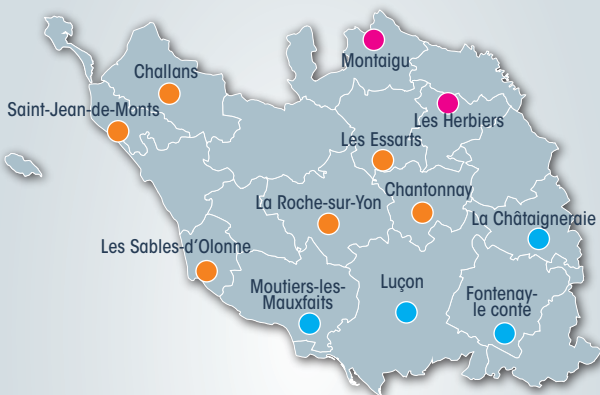 Challans
Montaigu
Saint-Jean-de-Monts
Les Herbiers
Les Essarts
Chantonnay
La Roche-sur-Yon
La Châtaigneraie
Les Sables-d'Olonne
Moutiers-les-
Mauxfaits
Luçon
Fontenay-
le conte